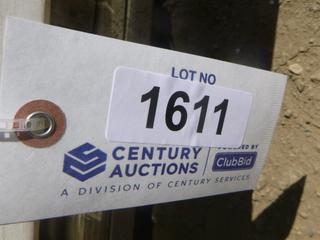 LOT NO
1611
CENTURY
AUCTIONS
POWERED BY
ClubBid
A DIVISION OF CENTURY SERVICES